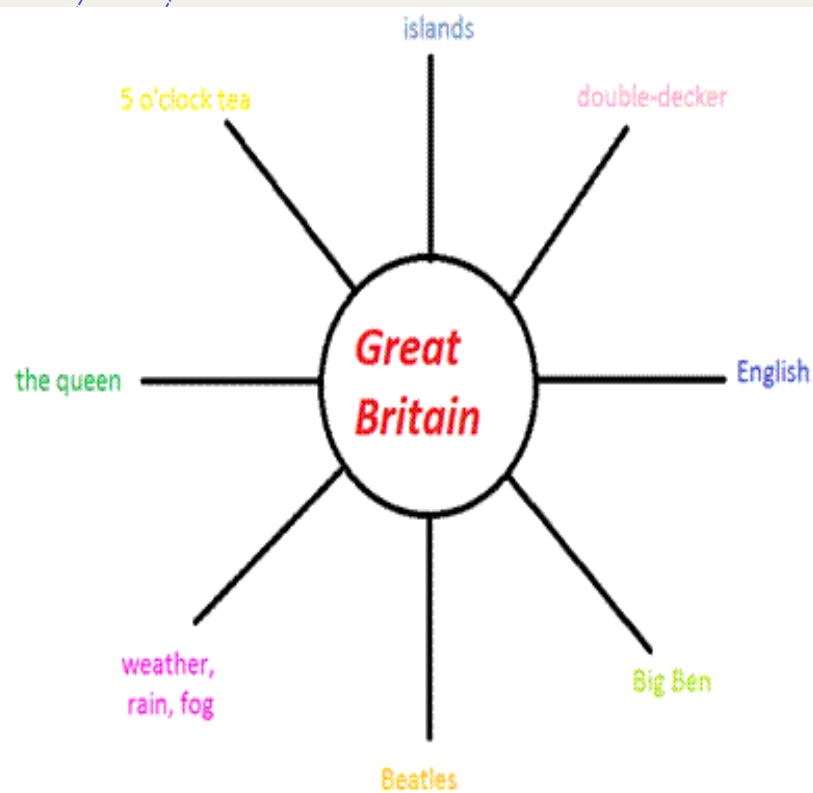 islands
5 o'clock tea
double-decker
Great
Britain
the queen
English
weather,
rain, fog
Big Ben
Beatles